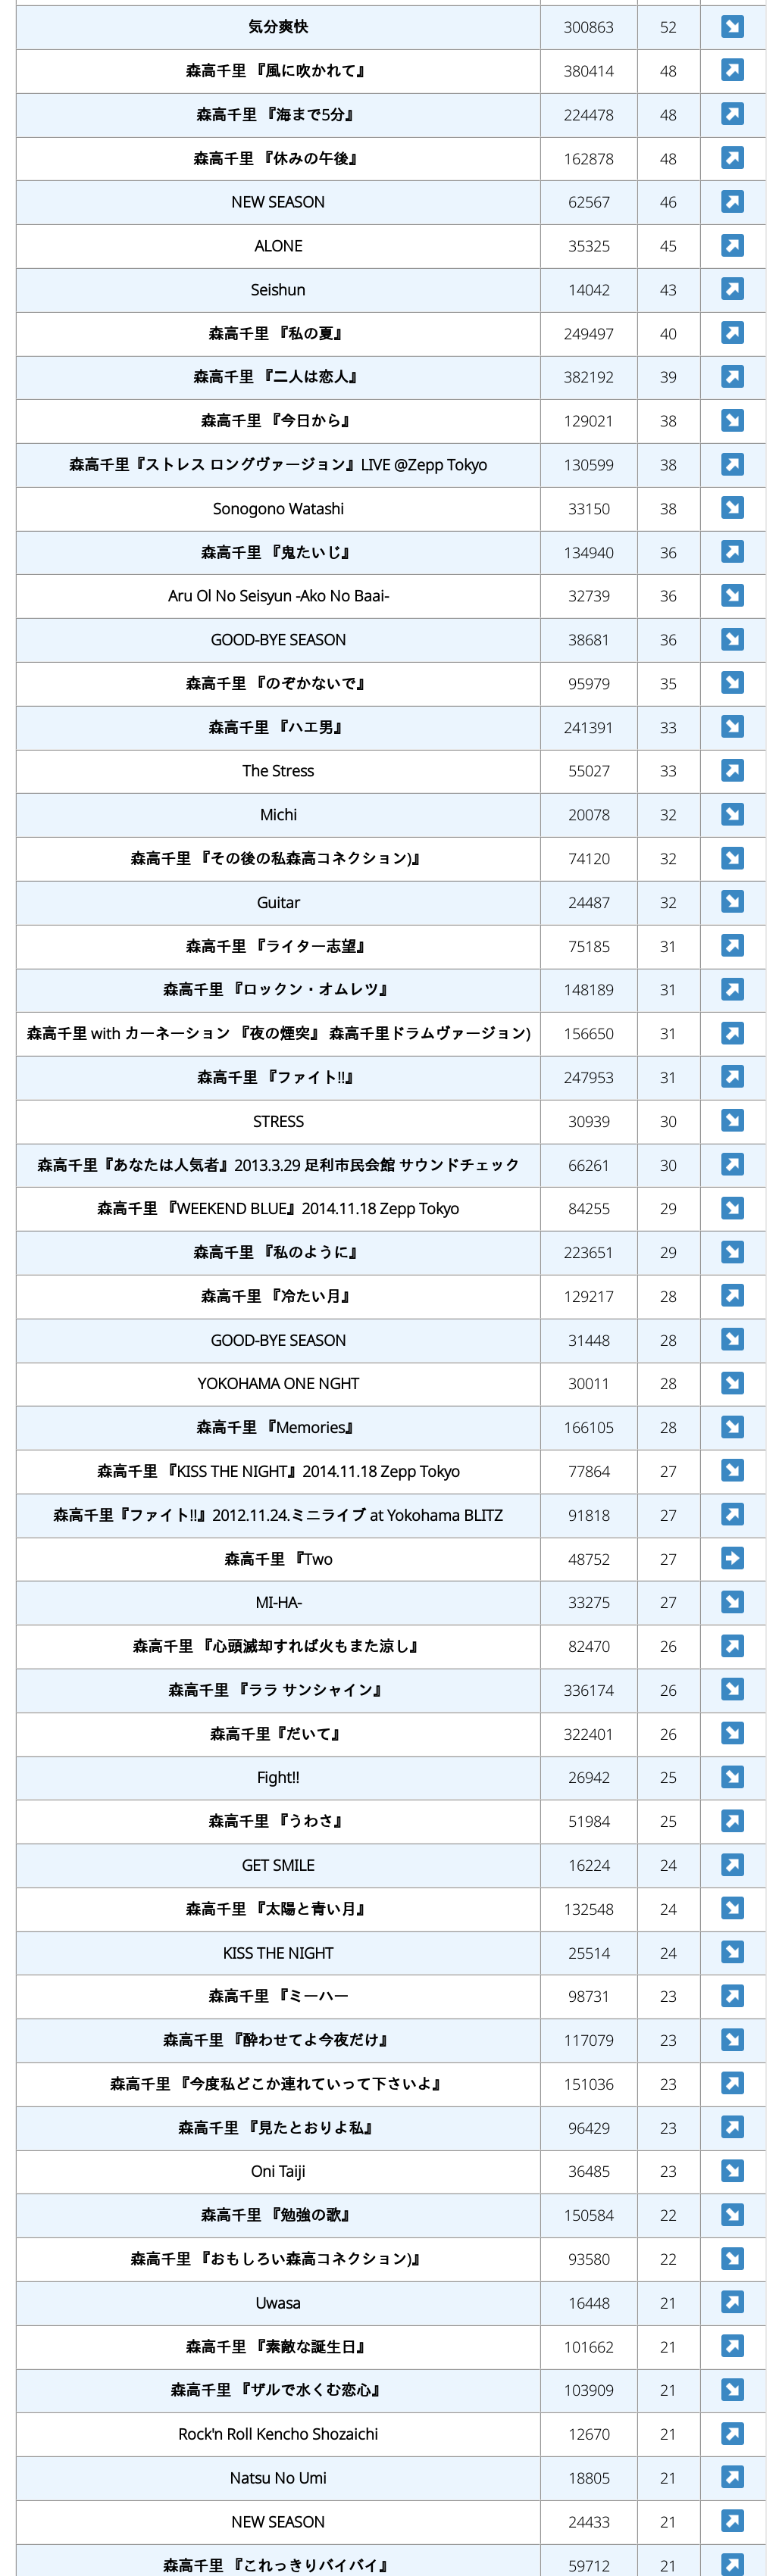 気分爽快 300863 52
森高千里 『風に吹かれて』 380414 48
森高千里 『海まで5分』 224478 48
森高千里 『休みの午後』 162878 48
NEW SEASON 62567 46
ALONE 35325 45
Seishun 14042 43
森高千里 『私の夏』 249497 40
森高千里 『二人は恋人』 382192 39
森高千里 『今日から』 129021 38
森高千里『ストレス ロングヴァージョン』LIVE @Zepp Tokyo 130599 38
Sonogono Watashi 33150 38
森高千里 『鬼たいじ』 134940 36
Aru Ol No Seisyun -Ako No Baai- 32739 36
GOOD-BYE SEASON 38681 36
森高千里 『のぞかないで』 95979 35
森高千里 『ハエ男』 241391 33
The Stress 55027 33
Michi 20078 32
森高千里 『その後の私森高コネクション)』 74120 32
Guitar 24487 32
森高千里 『ライター志望』 75185 31
森高千里 『ロックン・オムレツ』 148189 31
森高千里 with カーネーション 『夜の煙突』 森高千里ドラムヴァージョン) 156650 31
森高千里 『ファイト!!』 247953 31
STRESS 30939 30
森高千里『あなたは人気者』2013.3.29 足利市民会館 サウンドチェック 66261 30
森高千里 『WEEKEND BLUE』2014.11.18 Zepp Tokyo 84255 29
森高千里 『私のように』 223651 29
森高千里 『冷たい月』 129217 28
GOOD-BYE SEASON 31448 28
YOKOHAMA ONE NGHT 30011 28
森高千里 『Memories』 166105 28
森高千里 『KISS THE NIGHT』2014.11.18 Zepp Tokyo 77864 27
森高千里『ファイト!!』2012.11.24.ミニライブ at Yokohama BLITZ 91818 27
森高千里 『Two 48752 27
MI-HA- 33275 27
森高千里 『心頭滅却すれば火もまた涼し』 82470 26
森高千里 『ララ サンシャイン』 336174 26
森高千里『だいて』 322401 26
Fight!! 26942 25
森高千里 『うわさ』 51984 25
GET SMILE 16224 24
森高千里 『太陽と青い月』 132548 24
KISS THE NIGHT 25514 24
森高千里 『ミーハー 98731 23
森高千里 『酔わせてよ今夜だけ』 117079 23
森高千里 『今度私どこか連れていって下さいよ』 151036 23
森高千里 『見たとおりよ私』 96429 23
Oni Taiji 36485 23
森高千里 『勉強の歌』 150584 22
森高千里 『おもしろい森高コネクション)』 93580 22
Uwasa 16448 21
森高千里 『素敵な誕生日』 101662 21
森高千里 『ザルで水くむ恋心』 103909 21
Rock'n Roll Kencho Shozaichi 12670 21
Natsu No Umi 18805 21
NEW SEASON 24433 21
森高千里 『これっきりバイバイ』 59712 21